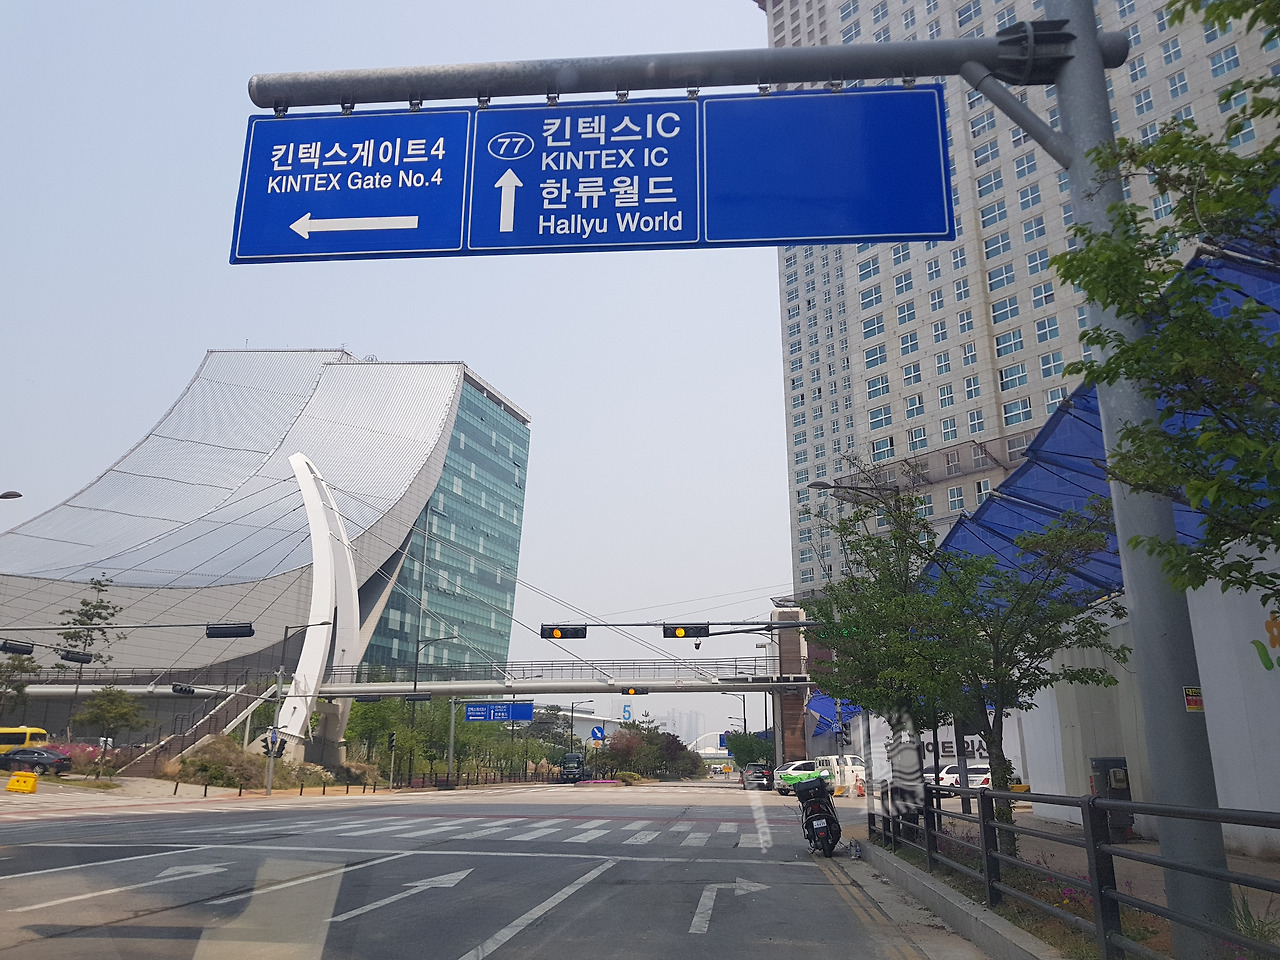 킨텍스게이트4
KINTEX Gate No.4
77
킨텍스IC
KINTEX IC
한류월드
Hallyu World
5